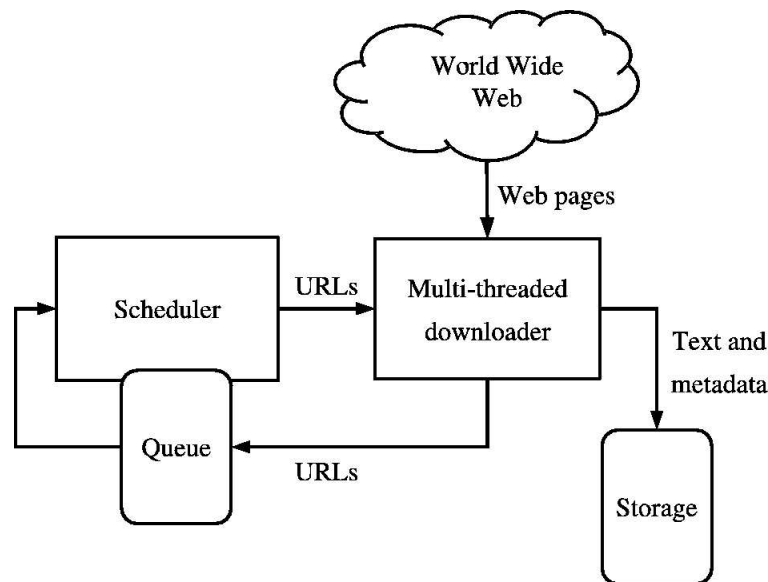 World Wide
Web
Web pages
Scheduler
URLs
Multi-threaded
downloader
Text and
metadata
Queue
URLs
Storage